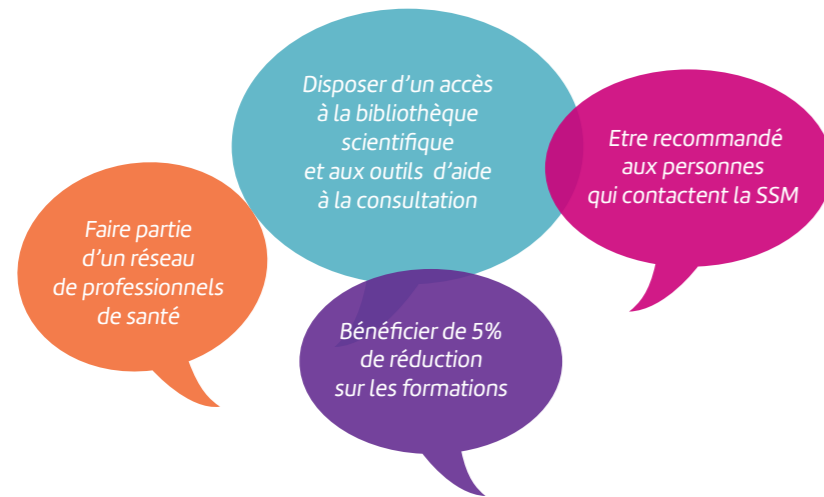 Disposer d'un accès
à la bibliothèque
scientifique
et aux outils d'aide
à la consultation
Etre recommandé
aux personnes
qui contactent la SSM
Faire partie
d'un réseau
de professionnels
de santé
Bénéficier de 5%
de réduction
sur les formations